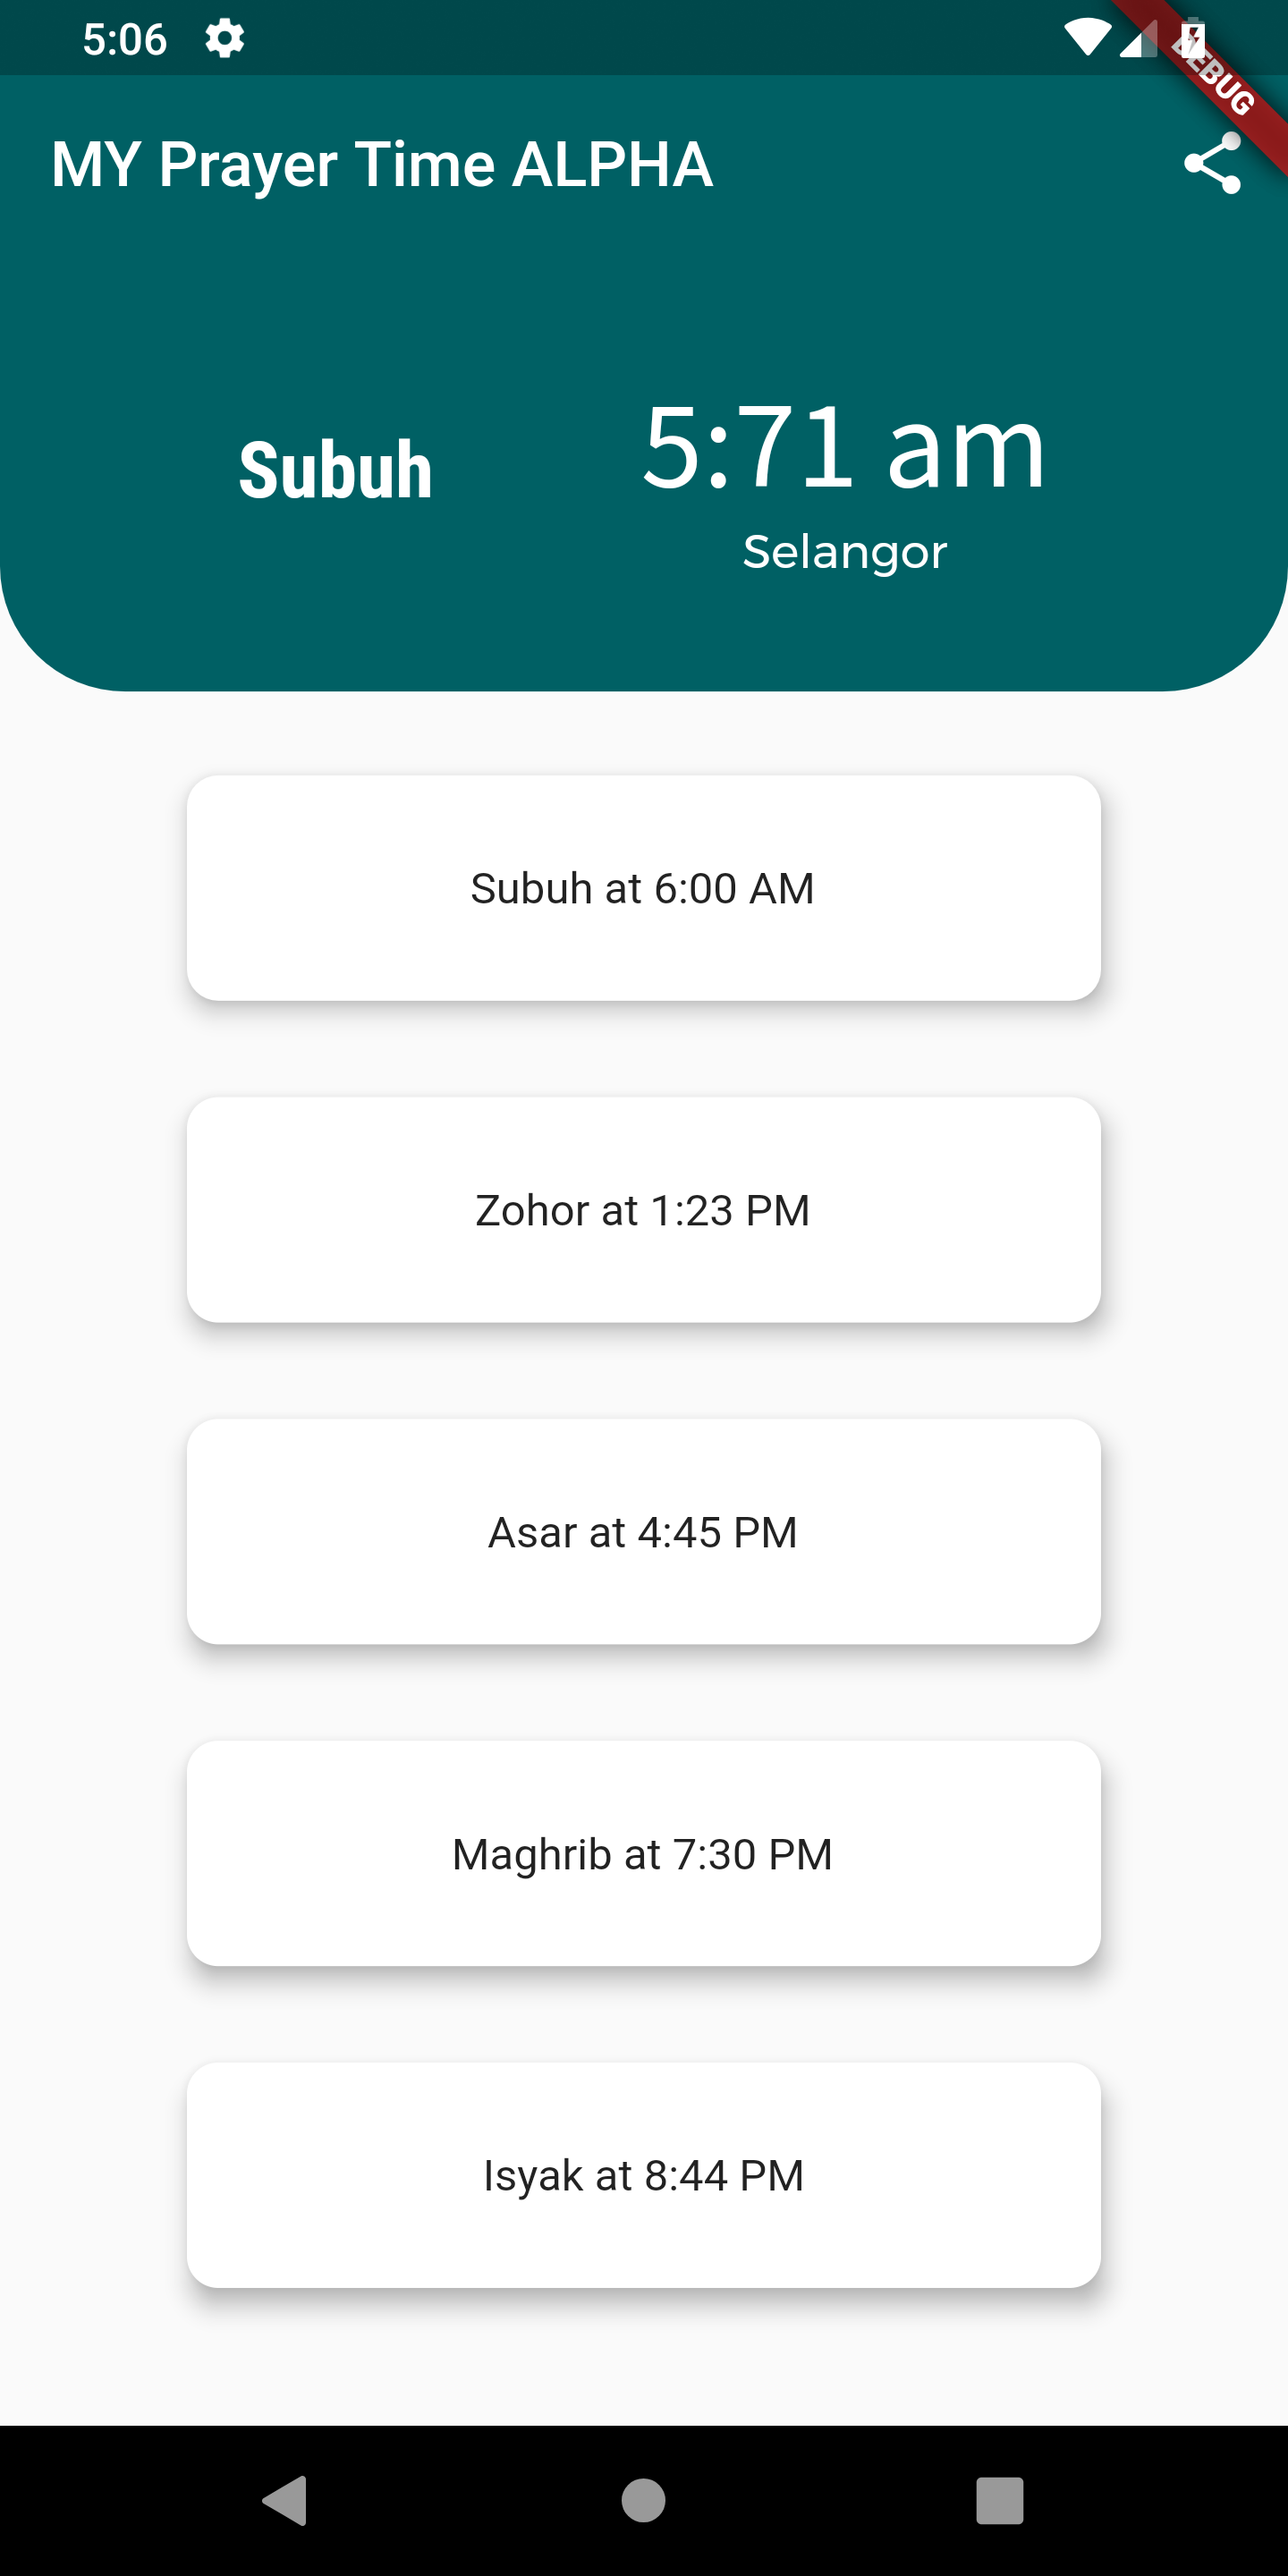 5:06
DEBUG
MY Prayer Time ALPHA
Subuh
5:71 am
Selangor
Subuh at 6:00 AM
Zohor at 1:23 PM
Asar at 4:45 PM
Maghrib at 7:30 PM
Isyak at 8:44 PM